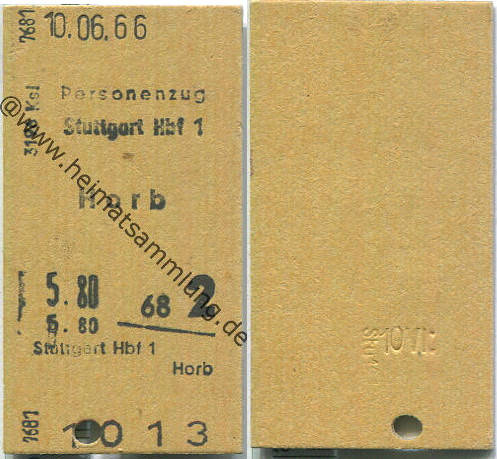 7681
10.06.66
Personenzug
Stuttgart Hbf 1
Horb
5.80
5.80
68 2
Stuttgart Hbf 1
Horb
7681
1013
@www.heimatsammlung.de